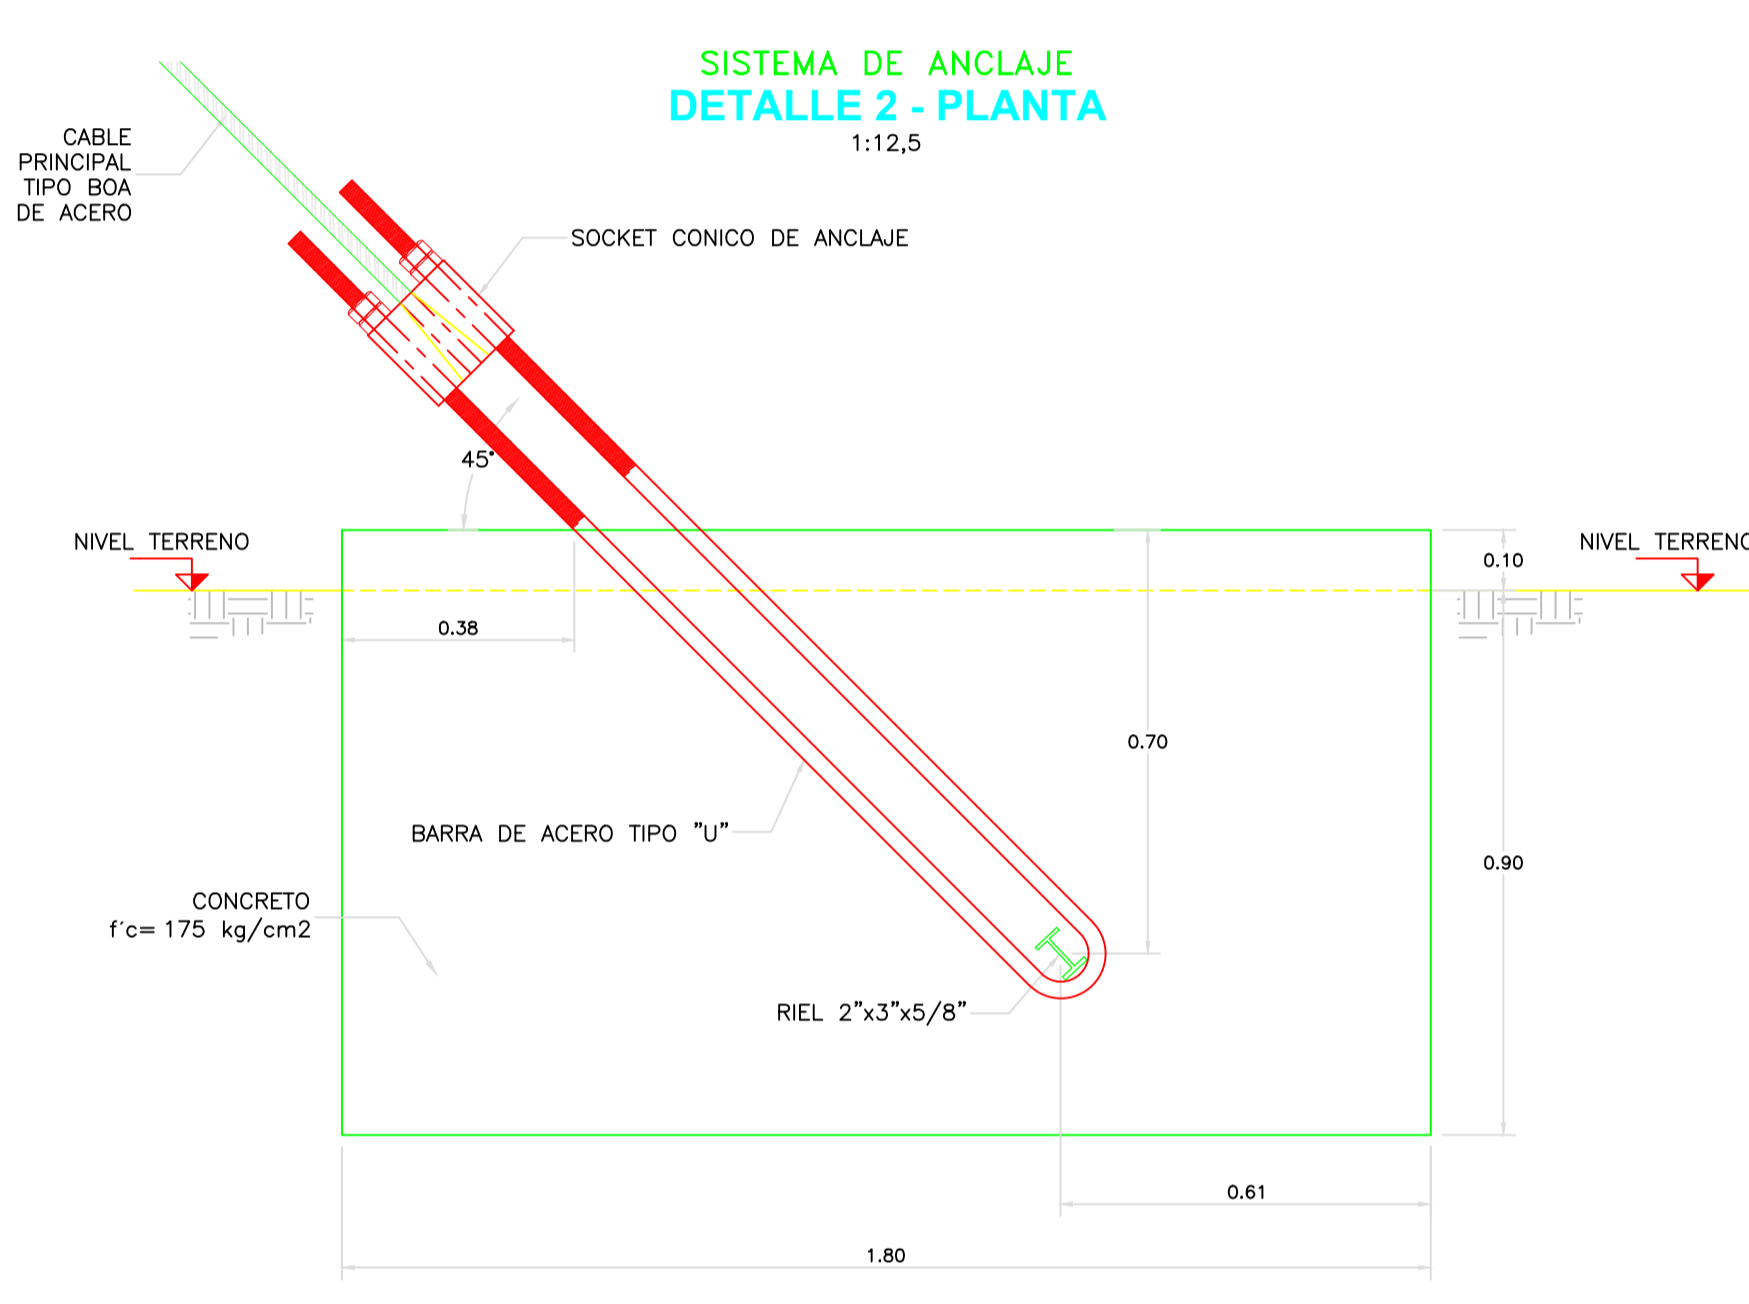 SISTEMA DE ANCLAJE
DETALLE 2 - PLANTA
1:12,5
CABLE
PRINCIPAL
TIPO BOA
DE ACERO
SOCKET CONICO DE ANCLAJE
45°
NIVEL TERRENO
NIVEL TERRENO
0.10
0.38
0.70
BARRA DE ACERO TIPO "U"
0.90
CONCRETO
f´c= 175 kg/cm2
RIEL 2"x3"x5/8"
0.61
1.80